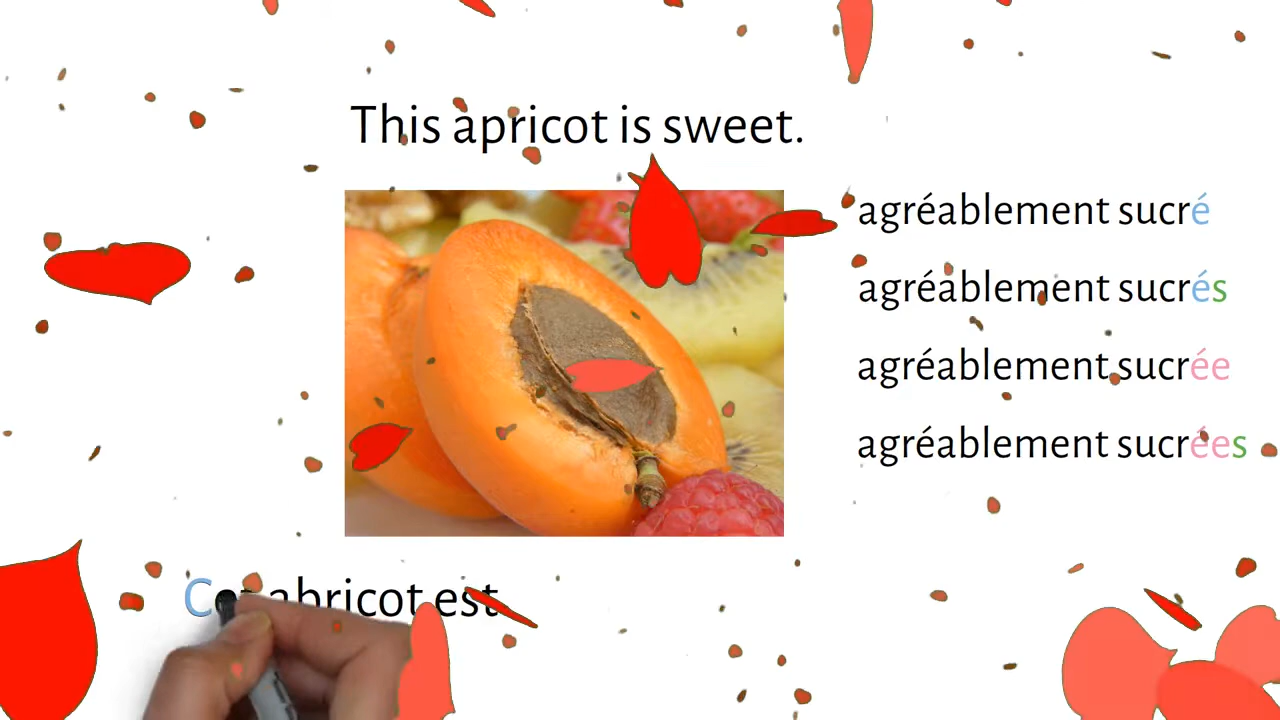 This apricot is sweet.
agréablement sucré
agréablement sucrés
agréablement sucrée
agréablement sucrées
abricot est